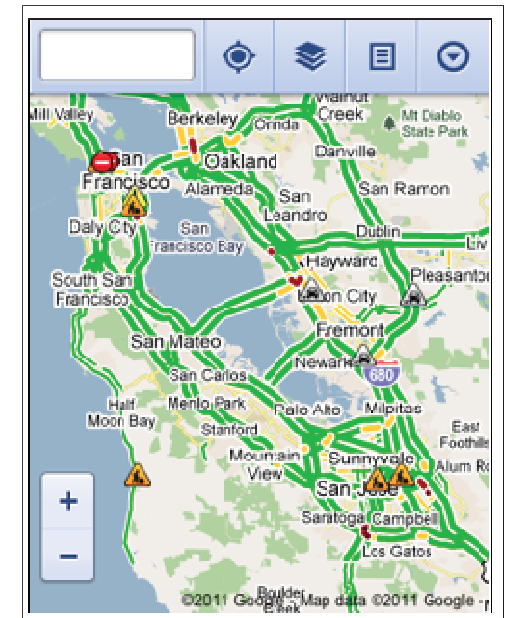 Walnut
Creek
Mill Valley
Berkeley
Orinda
Mt Diablo
State Park
San
Francisco
Oakland
Danville
Alameda
San
Leandro
San Ramon
Daly City
San
Francisco Bay
Dublin
Liv
Hayward
Pleasanto
South San
Francisco
Union City
San Mateo
Fremont
Newark
680
San Carlos
Half
Moon Bay
Menlo Park
Palo Alto
Milpitas
Stanford
East
Foothills
Mountain
View
Sunnyvale
Alum Ro
San Jose
+
Saratoga
Campbell
−
Los Gatos
Boulder
Creek
©2011 Google - Map data ©2011 Google -